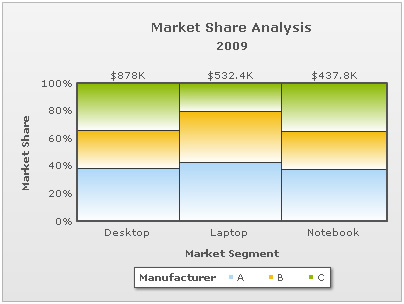 Market Share Analysis
2009
$878K $532.4K $437.8K
100%
80%
60%
40%
20%
0%
Market Share
Desktop Laptop Notebook
Market Segment
Manufacturer A B C